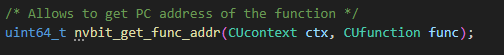 /* Allows to get PC address of the function */
uint64_t nvbit_get_func_addr(CUcontext ctx, CUfunction func);